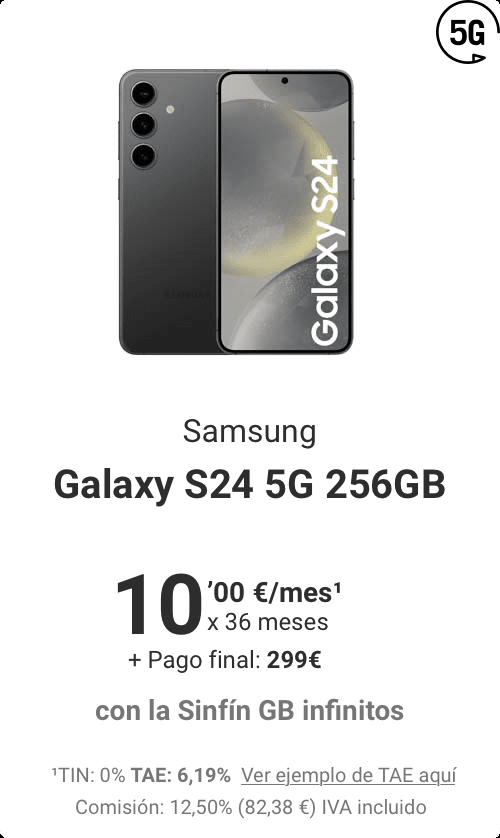 5G
Galaxy S24
SAMSUNG
Samsung
Galaxy S24 5G 256GB
10'00 €/mes¹
x 36 meses
+ Pago final: 299€
con la Sinfín GB infinitos
¹TIN: 0% TAE: 6,19% Ver ejemplo de TAE aquí
Comisión: 12,50% (82,38 €) IVA incluido